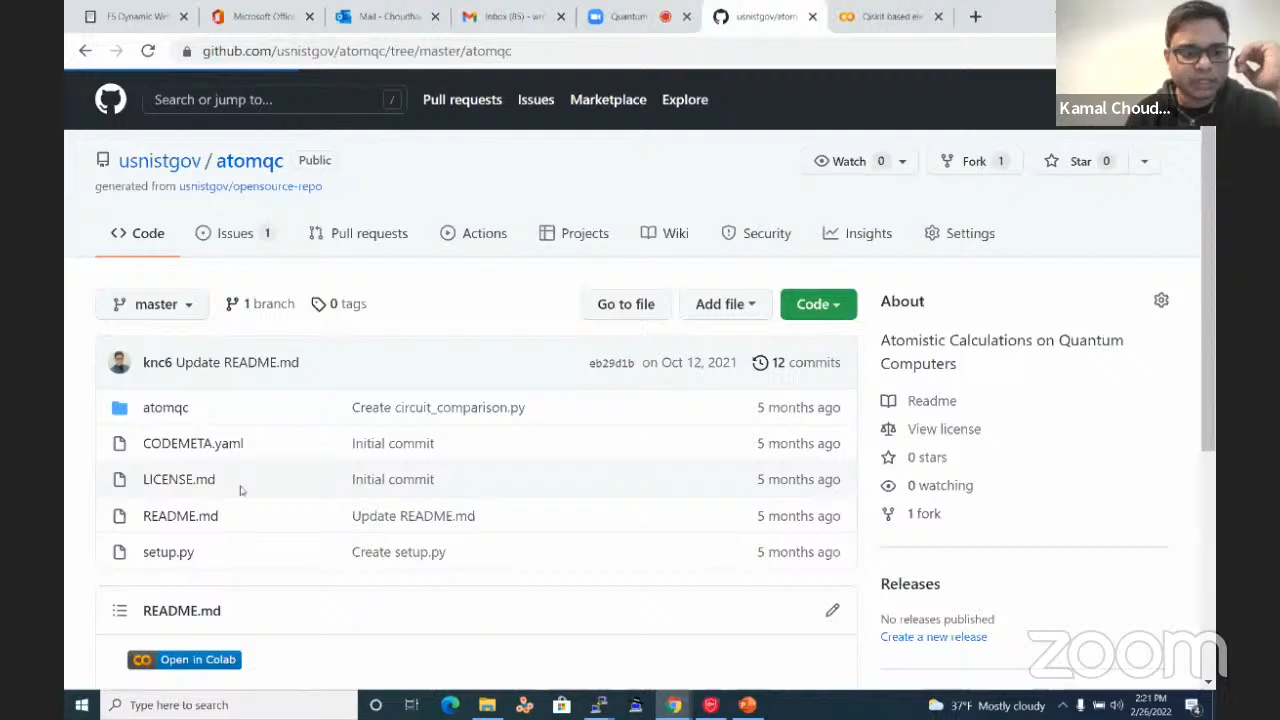 F5 Dynamic We
Microsoft Offic
Mail - Choudha
Inbox (85) - wr
Quantum
usnistgov/atom
Qiskit based el
github.com/usnistgov/atomqc/tree/master/atomqc
Kamal Choud...
Search or jump to...
/
Pull requests
Issues
Marketplace
Explore
usnistgov / atomqc
Public
generated from usnistgov/opensource-repo
Watch 0
Fork 1
Star 0
Code
Issues 1
Pull requests
Actions
Projects
Wiki
Security
Insights
Settings
master
1 branch
0 tags
Go to file
Add file
Code
knc6 Update README.md
eb29d1b on Oct 12, 2021
12 commits
atomqc
Create circuit_comparison.py
5 months ago
CODEMETA.yaml
Initial commit
5 months ago
LICENSE.md
Initial commit
5 months ago
README.md
Update README.md
5 months ago
setup.py
Create setup.py
5 months ago
README.md
Open in Colab
About
Atomistic Calculations on Quantum
Computers
Readme
View license
0 stars
0 watching
1 fork
Releases
No releases published
Create a new release
zoom
Type here to search
37°F Mostly cloudy
2:21 PM
2/26/2022
4